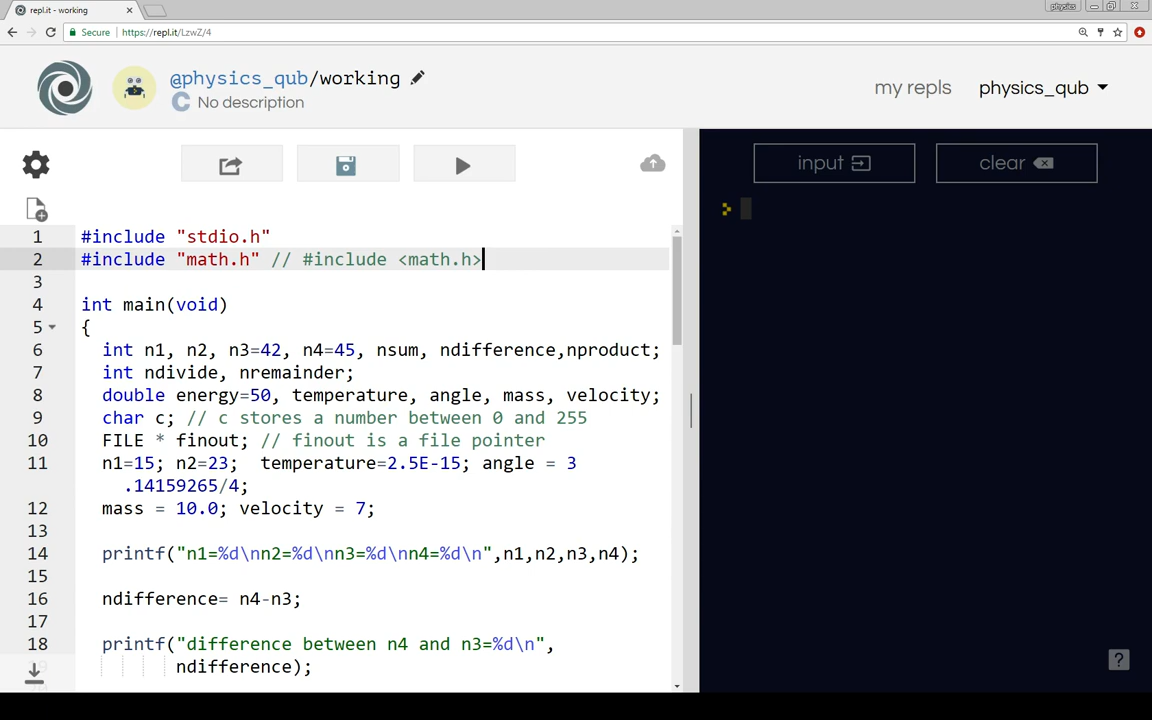 repl.it - working
physics
Secure https://repl.it/LzwZ/4
@physics_qub/working
No description
my repls
physics_qub
input
clear
1 #include "stdio.h"
2 #include "math.h" // #include <math.h>
3
4 int main(void)
5 {
6 int n1, n2, n3=42, n4=45, nsum, ndifference,nproduct;
7 int ndivide, nremainder;
8 double energy=50, temperature, angle, mass, velocity;
9 char c; // c stores a number between 0 and 255
10 FILE * finout; // finout is a file pointer
11 n1=15; n2=23; temperature=2.5E-15; angle = 3
.14159265/4;
12 mass = 10.0; velocity = 7;
13
14 printf("n1=%d\nn2=%d\nn3=%d\nn4=%d\n",n1,n2,n3,n4);
15
16 ndifference= n4-n3;
17
18 printf("difference between n4 and n3=%d\n",
ndifference);